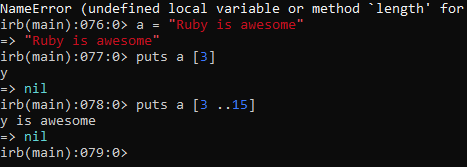 NameError (undefined local variable or method `length' for
irb(main):076:0> a = "Ruby is awesome"
=> "Ruby is awesome"
irb(main):077:0> puts a [3]
y
=> nil
irb(main):078:0> puts a [3 ..15]
y is awesome
=> nil
irb(main):079:0>